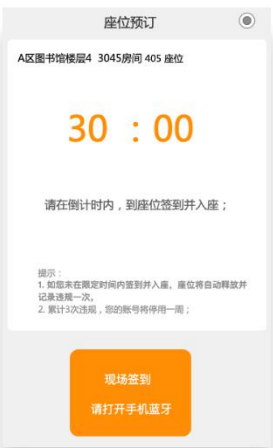 座位预订
A区图书馆楼层4 3045房间 405 座位
30 : 00
请在倒计时内，到座位签到并入座；
提示：
1. 如您未在限定时间内签到并入座。座位将自动释放并
记录违规一次。
2. 累计3次违规，您的账号将停用一周；
现场签到
请打开手机蓝牙